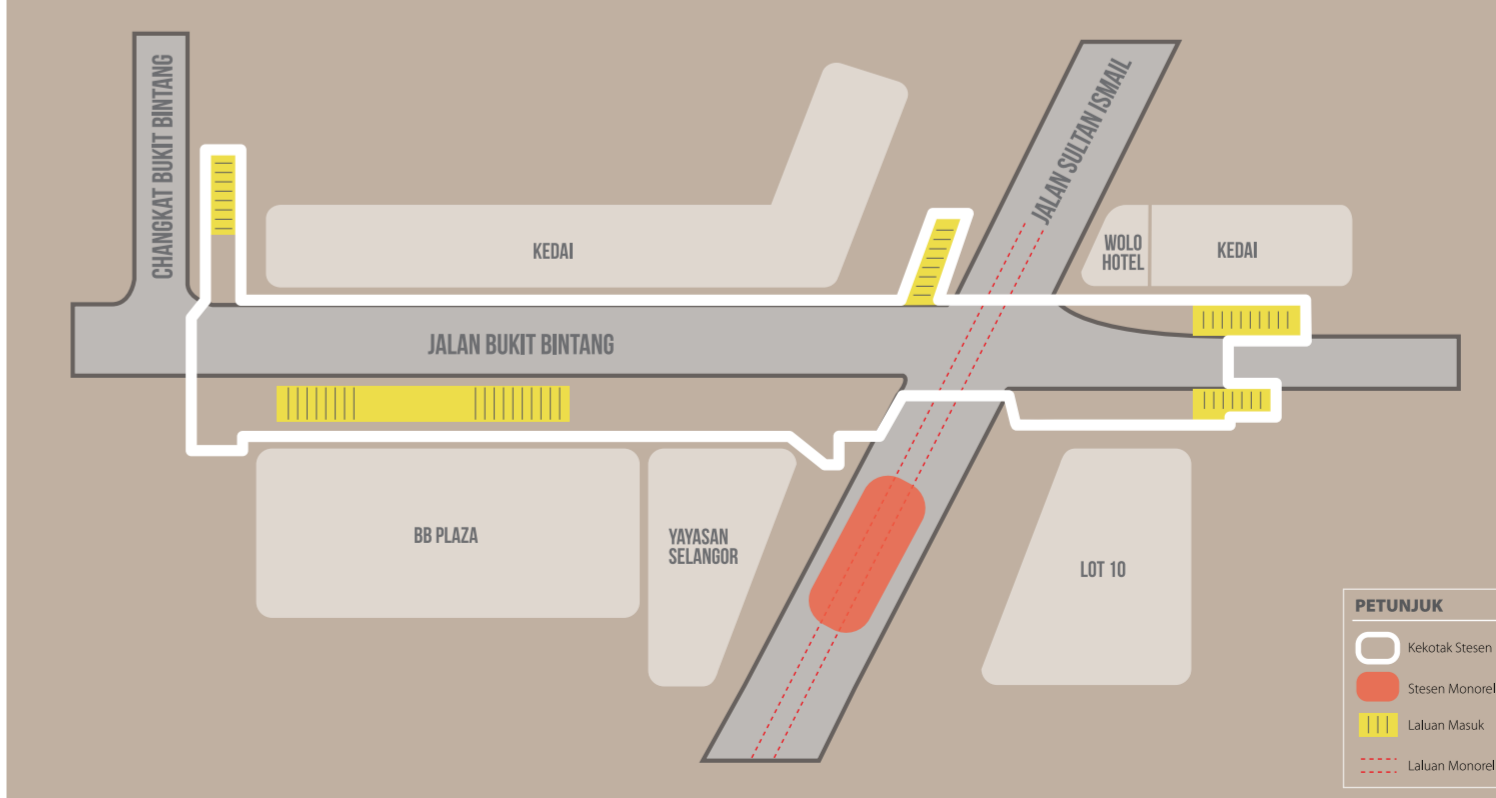 CHANGKAT BUKIT BINTANG
JALAN SULTAN ISMAIL
KEDAI
WOLO
HOTEL
KEDAI
JALAN BUKIT BINTANG
BB PLAZA
YAYASAN
SELANGOR
LOT 10
PETUNJUK
Kekotak Stesen
Stesen Monorel
Laluan Masuk
Laluan Monorel